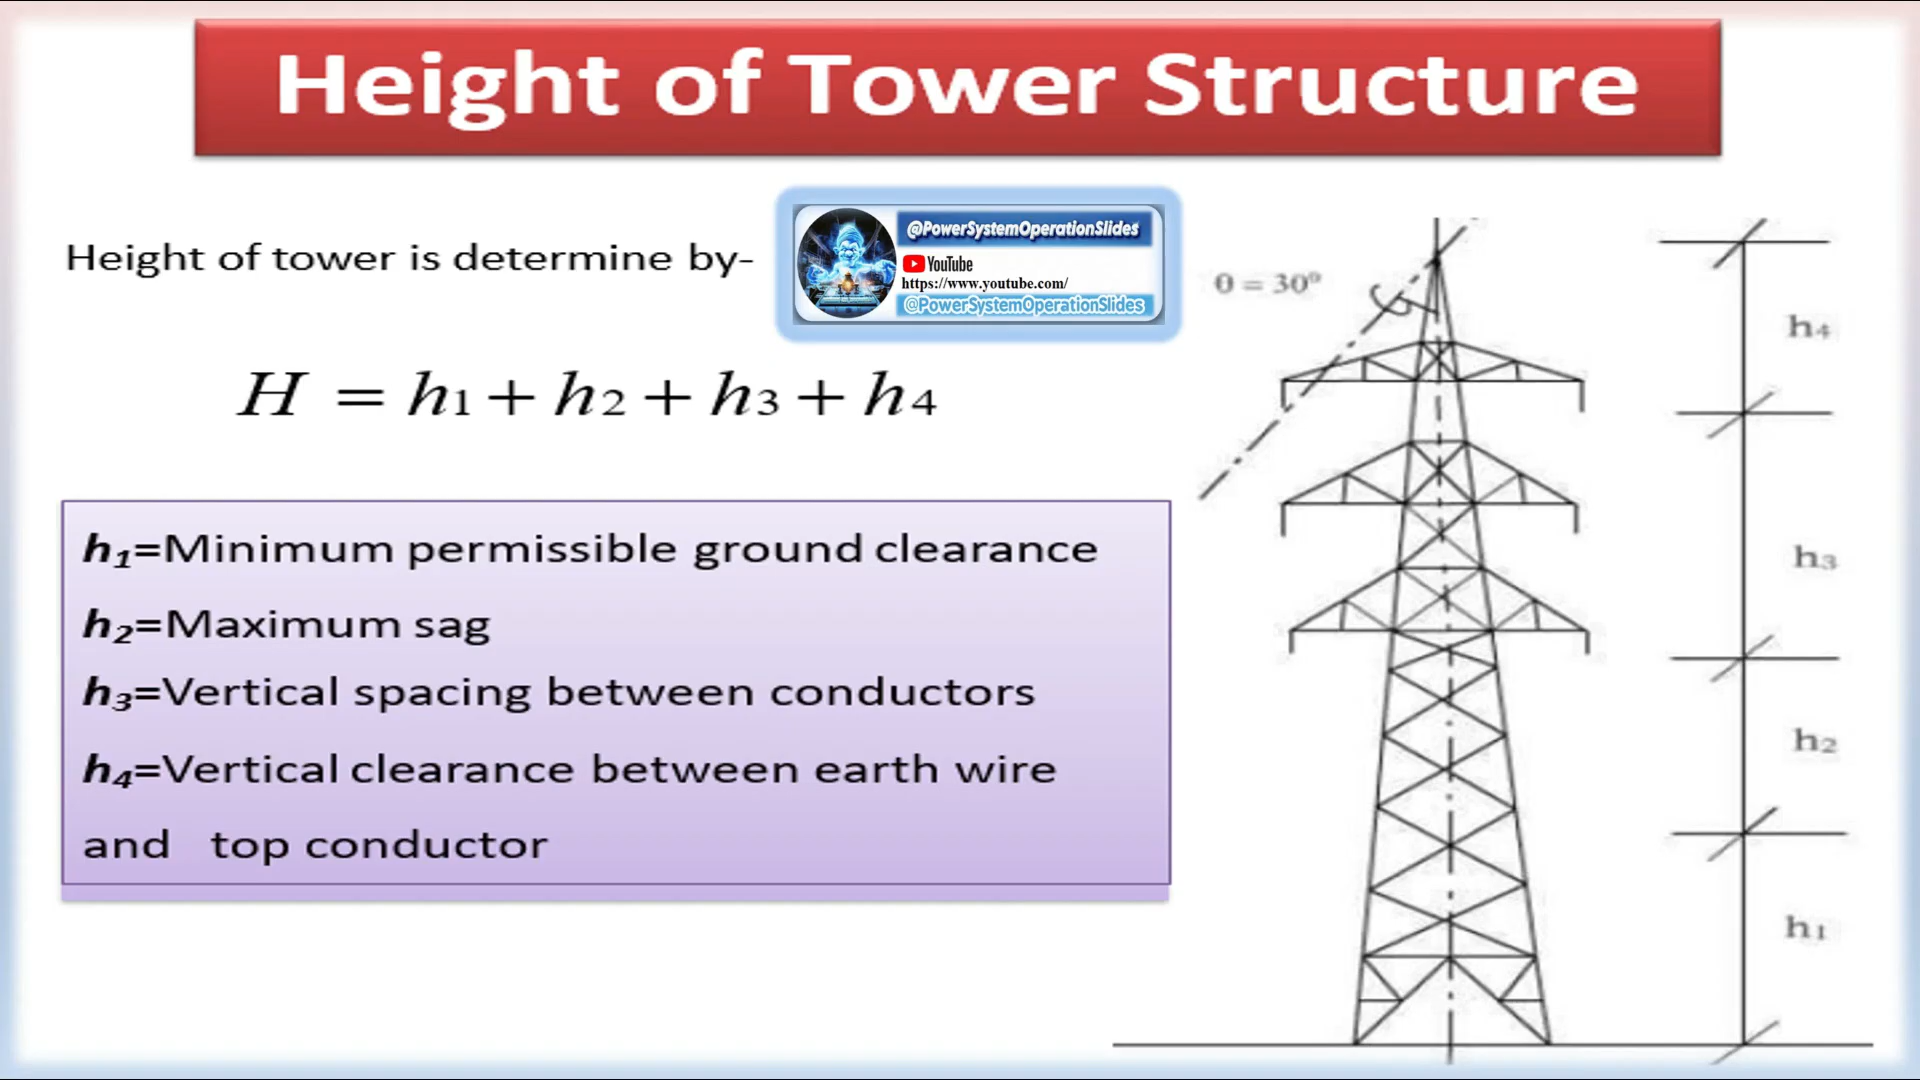 Height of Tower Structure
Height of tower is determine by-
@PowerSystemOperationSlides
YouTube
https://www.youtube.com/
@PowerSystemOperationSlides
H = h1 + h2 + h3 + h4
h1=Minimum permissible ground clearance
h2=Maximum sag
h3=Vertical spacing between conductors
h4=Vertical clearance between earth wire
and top conductor
θ = 30°
h4
h3
h2
h1